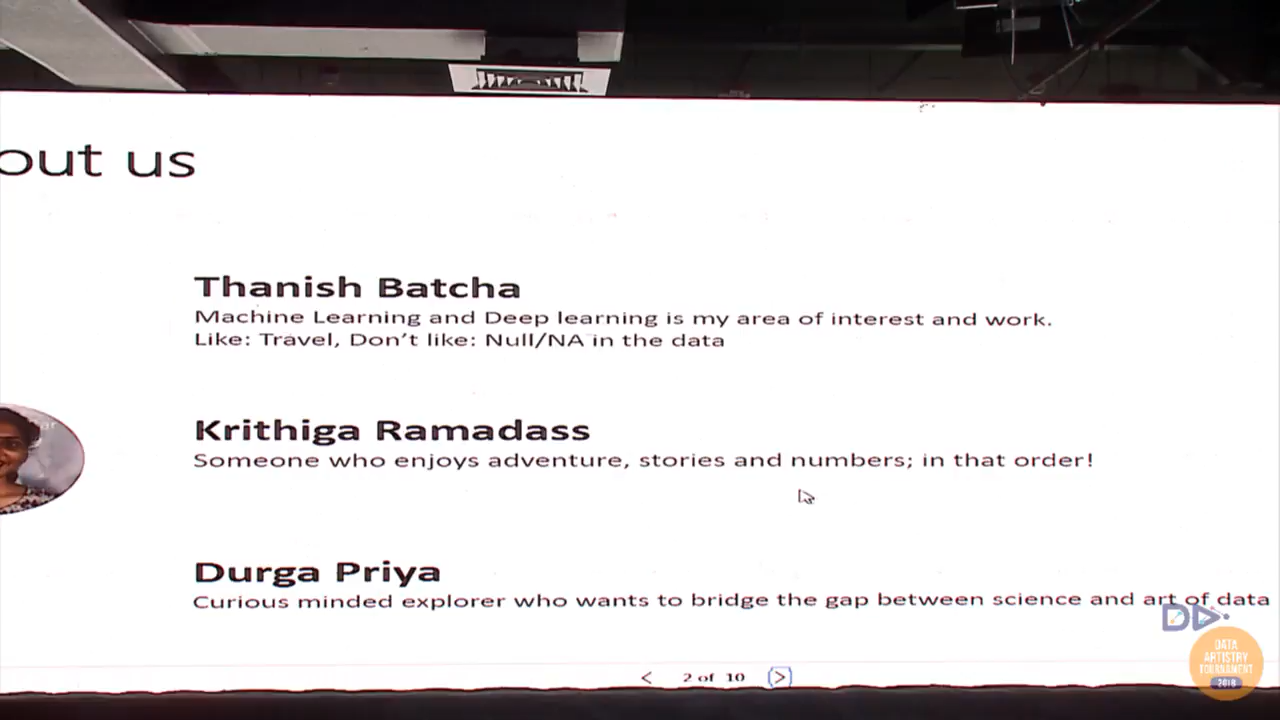 out us
Thanish Batcha
Machine Learning and Deep learning is my area of interest and work.
Like: Travel, Don't like: Null/NA in the data
Krithiga Ramadass
Someone who enjoys adventure, stories and numbers; in that order!
Durga Priya
Curious minded explorer who wants to bridge the gap between science and art of data
< 2 of 10 >
DATA
ARTISTRY
TOURNAMENT
2018